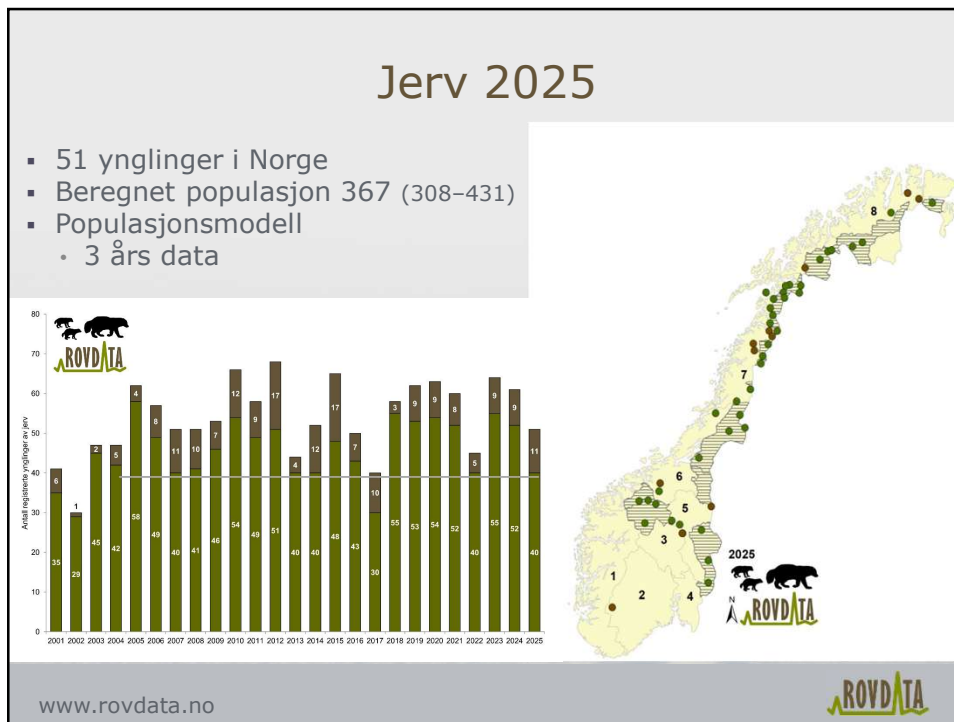 Jerv 2025
▪ 51 ynglinger i Norge
▪ Beregnet populasjon 367 (308–431)
▪ Populasjonsmodell
• 3 års data
80
70
60
50
40
30
20
10
0
Antall registrerte ynglinger av jerv
ROVDATA
6 1 2 5 4 8 11 10 7 12 9 17 4 12 17 7 10 3 9 9 8 5 9 9 11
35 29 45 42 58 49 40 41 46 54 49 51 40 40 48 43 30 55 53 54 52 40 55 52 40
2001 2002 2003 2004 2005 2006 2007 2008 2009 2010 2011 2012 2013 2014 2015 2016 2017 2018 2019 2020 2021 2022 2023 2024 2025
8
7
6
5
3
1
2
4
2025
N
ROVDATA
www.rovdata.no
ROVDATA